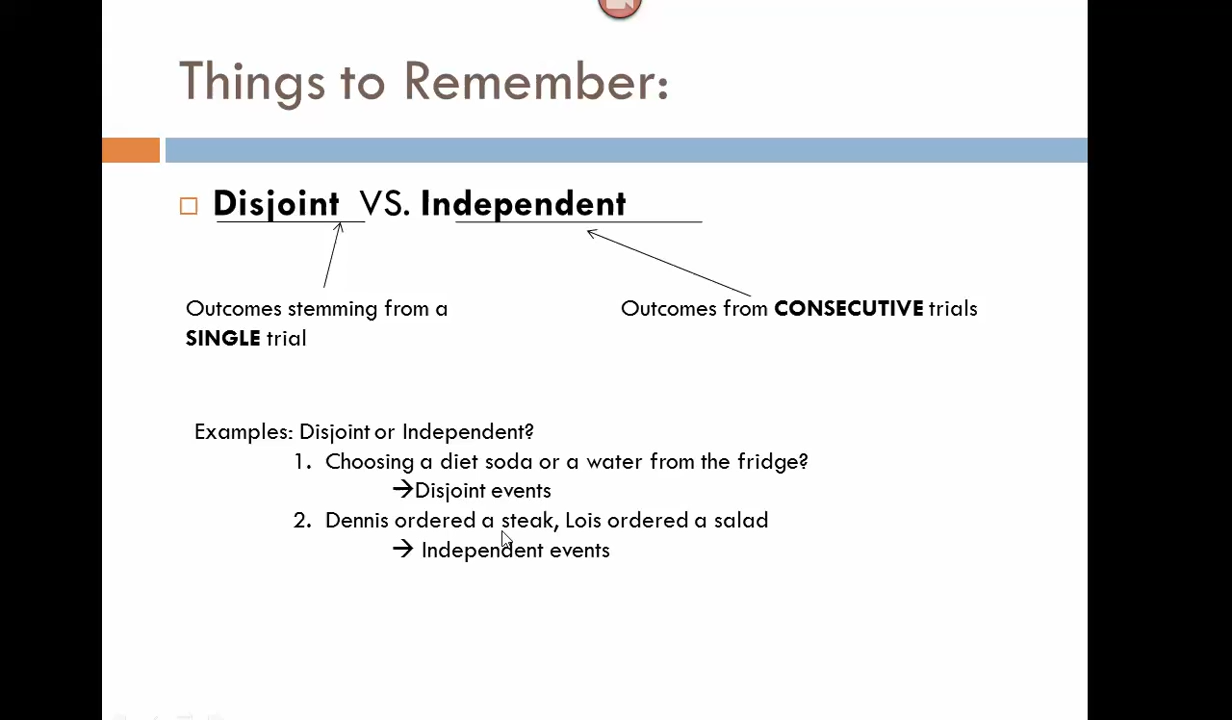 Things to Remember:
Disjoint VS. Independent
Outcomes stemming from a
SINGLE trial
Outcomes from CONSECUTIVE trials
Examples: Disjoint or Independent?
1. Choosing a diet soda or a water from the fridge?
→Disjoint events
2. Dennis ordered a steak, Lois ordered a salad
→ Independent events